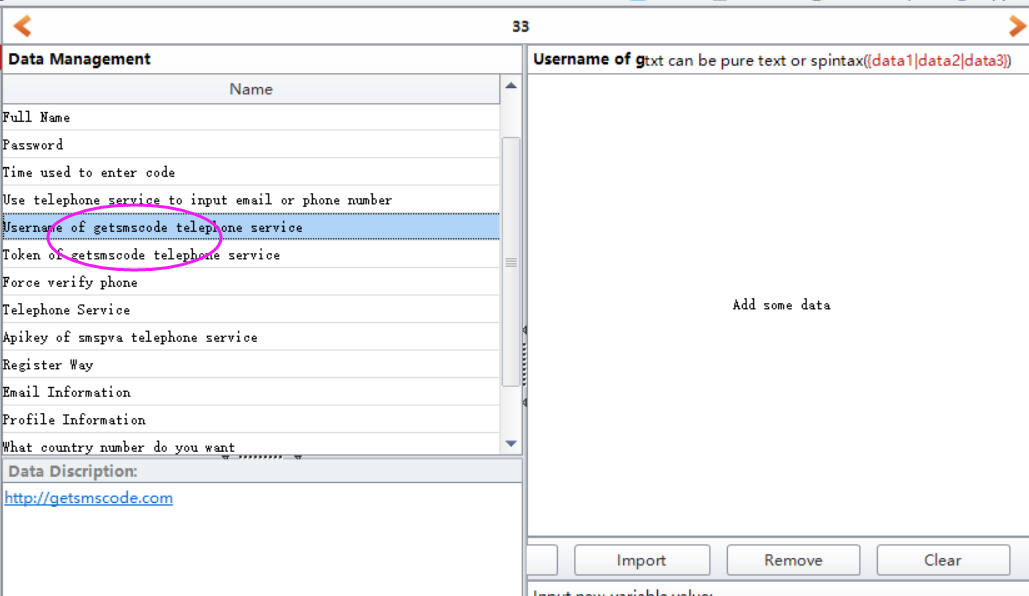 33
Data Management
Name
Full Name
Password
Time used to enter code
Use telephone service to input email or phone number
Username of getsmscode telephone service
Token of getsmscode telephone service
Force verify phone
Telephone Service
Apikey of smspva telephone service
Register Way
Email Information
Profile Information
What country number do you want
Data Discription:
http://getsmscode.com
Username of gtxt can be pure text or spintax({data1|data2|data3})
Add some data
Import Remove Clear
Input new variable value: